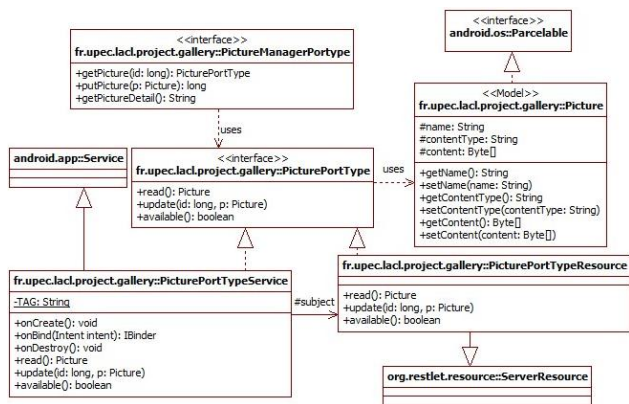 <<interface>>
fr.upec.lacl.project.gallery::PictureManagerPortype
+getPicture(id: long): PicturePortType
+putPicture(p: Picture): long
+getPictureDetail(): String
<<interface>>
android.os::Parcelable
uses
<<Model>>
fr.upec.lacl.project.gallery::Picture
#name: String
#contentType: String
#content: Byte[]
+getName(): String
+setName(name: String)
+getContentType(): String
+setContentType(contentType: String)
+getContent(): Byte[]
+setContent(content: Byte[])
android.app::Service
<<interface>>
fr.upec.lacl.project.gallery::PicturePortType
+read(): Picture
+update(id: long, p: Picture)
+available(): boolean
uses
fr.upec.lacl.project.gallery::PicturePortTypeService
-TAG: String
+onCreate(): void
+onBind(Intent intent): IBinder
+onDestroy(): void
+read(): Picture
+update(id: long, p: Picture)
+available(): boolean
#subject
fr.upec.lacl.project.gallery::PicturePortTypeResource
+read(): Picture
+update(id: long, p: Picture)
+available(): boolean
org.restlet.resource::ServerResource